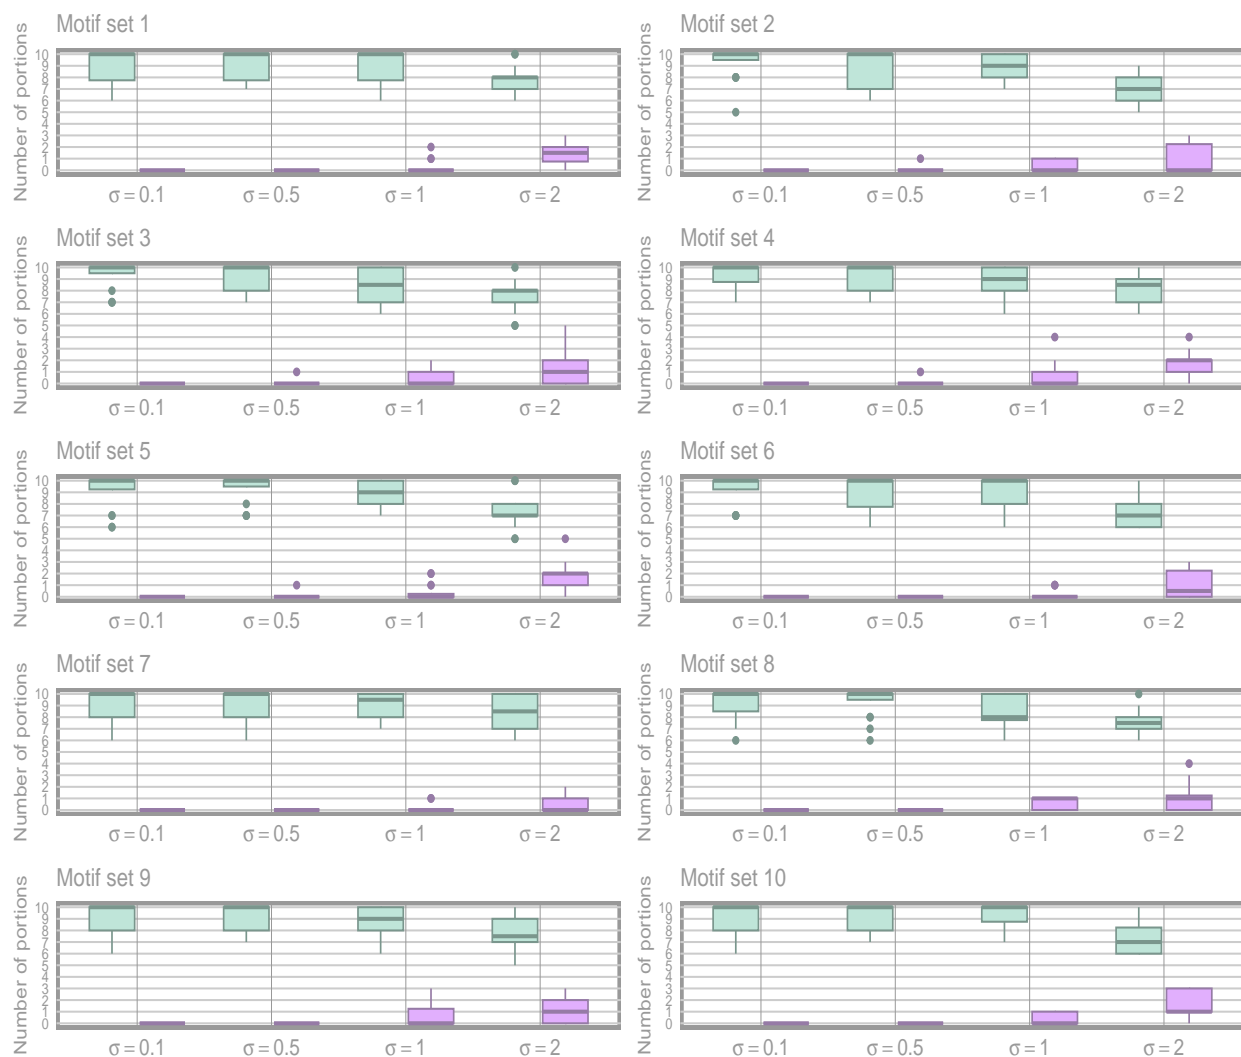 Motif set 1
Number of portions
10
9
8
7
6
5
4
3
2
1
0
σ = 0.1
σ = 0.5
σ = 1
σ = 2
Motif set 2
Number of portions
10
9
8
7
6
5
4
3
2
1
0
σ = 0.1
σ = 0.5
σ = 1
σ = 2
Motif set 3
Number of portions
10
9
8
7
6
5
4
3
2
1
0
σ = 0.1
σ = 0.5
σ = 1
σ = 2
Motif set 4
Number of portions
10
9
8
7
6
5
4
3
2
1
0
σ = 0.1
σ = 0.5
σ = 1
σ = 2
Motif set 5
Number of portions
10
9
8
7
6
5
4
3
2
1
0
σ = 0.1
σ = 0.5
σ = 1
σ = 2
Motif set 6
Number of portions
10
9
8
7
6
5
4
3
2
1
0
σ = 0.1
σ = 0.5
σ = 1
σ = 2
Motif set 7
Number of portions
10
9
8
7
6
5
4
3
2
1
0
σ = 0.1
σ = 0.5
σ = 1
σ = 2
Motif set 8
Number of portions
10
9
8
7
6
5
4
3
2
1
0
σ = 0.1
σ = 0.5
σ = 1
σ = 2
Motif set 9
Number of portions
10
9
8
7
6
5
4
3
2
1
0
σ = 0.1
σ = 0.5
σ = 1
σ = 2
Motif set 10
Number of portions
10
9
8
7
6
5
4
3
2
1
0
σ = 0.1
σ = 0.5
σ = 1
σ = 2